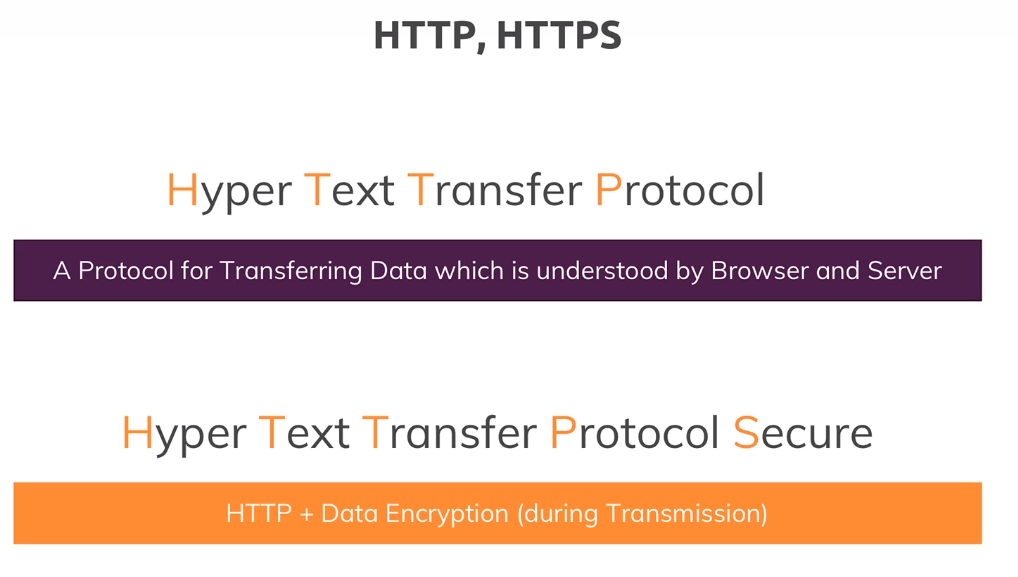 HTTP, HTTPS
Hyper Text Transfer Protocol
A Protocol for Transferring Data which is understood by Browser and Server
Hyper Text Transfer Protocol Secure
HTTP + Data Encryption (during Transmission)